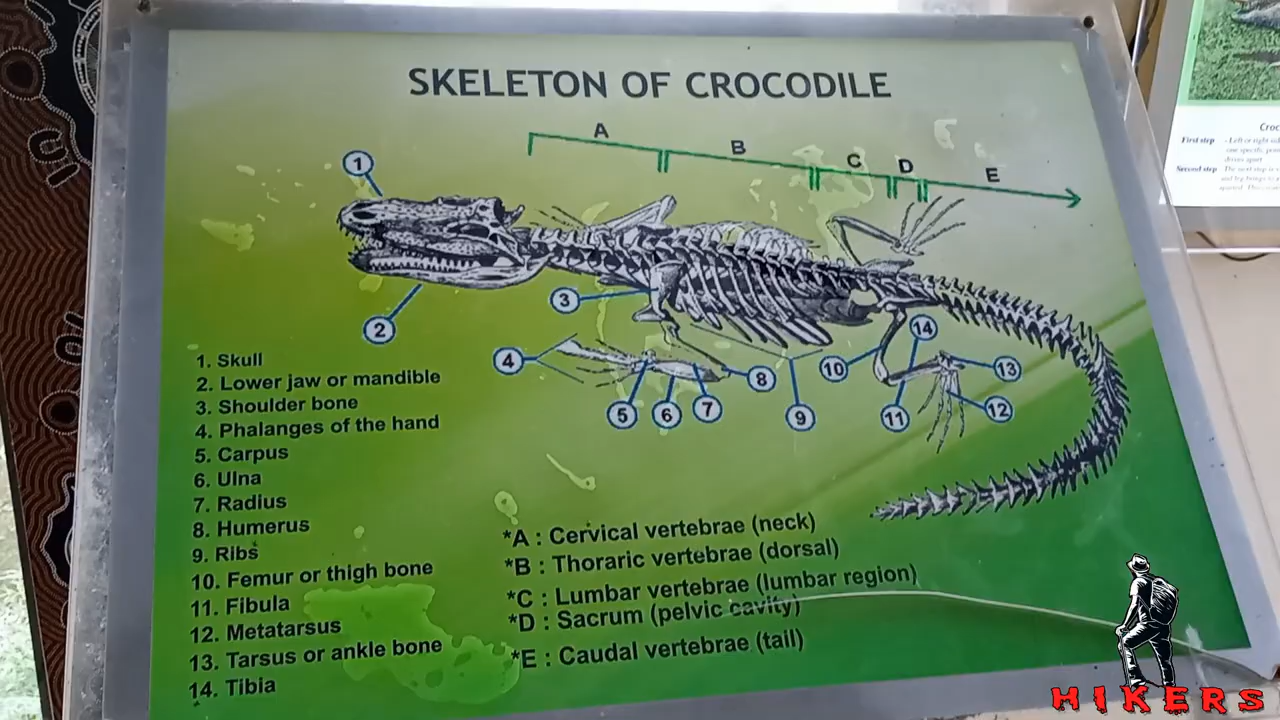 SKELETON OF CROCODILE
A
B
C
D
E
1
2
3
4
5
6
7
8
9
10
14
11
13
12
1. Skull
2. Lower jaw or mandible
3. Shoulder bone
4. Phalanges of the hand
5. Carpus
6. Ulna
7. Radius
8. Humerus
9. Ribs
10. Femur or thigh bone
11. Fibula
12. Metatarsus
13. Tarsus or ankle bone
14. Tibia
*A : Cervical vertebrae (neck)
*B : Thoraric vertebrae (dorsal)
*C : Lumbar vertebrae (lumbar region)
*D : Sacrum (pelvic cavity)
*E : Caudal vertebrae (tail)
Croc
First step
Second step
HIKERS